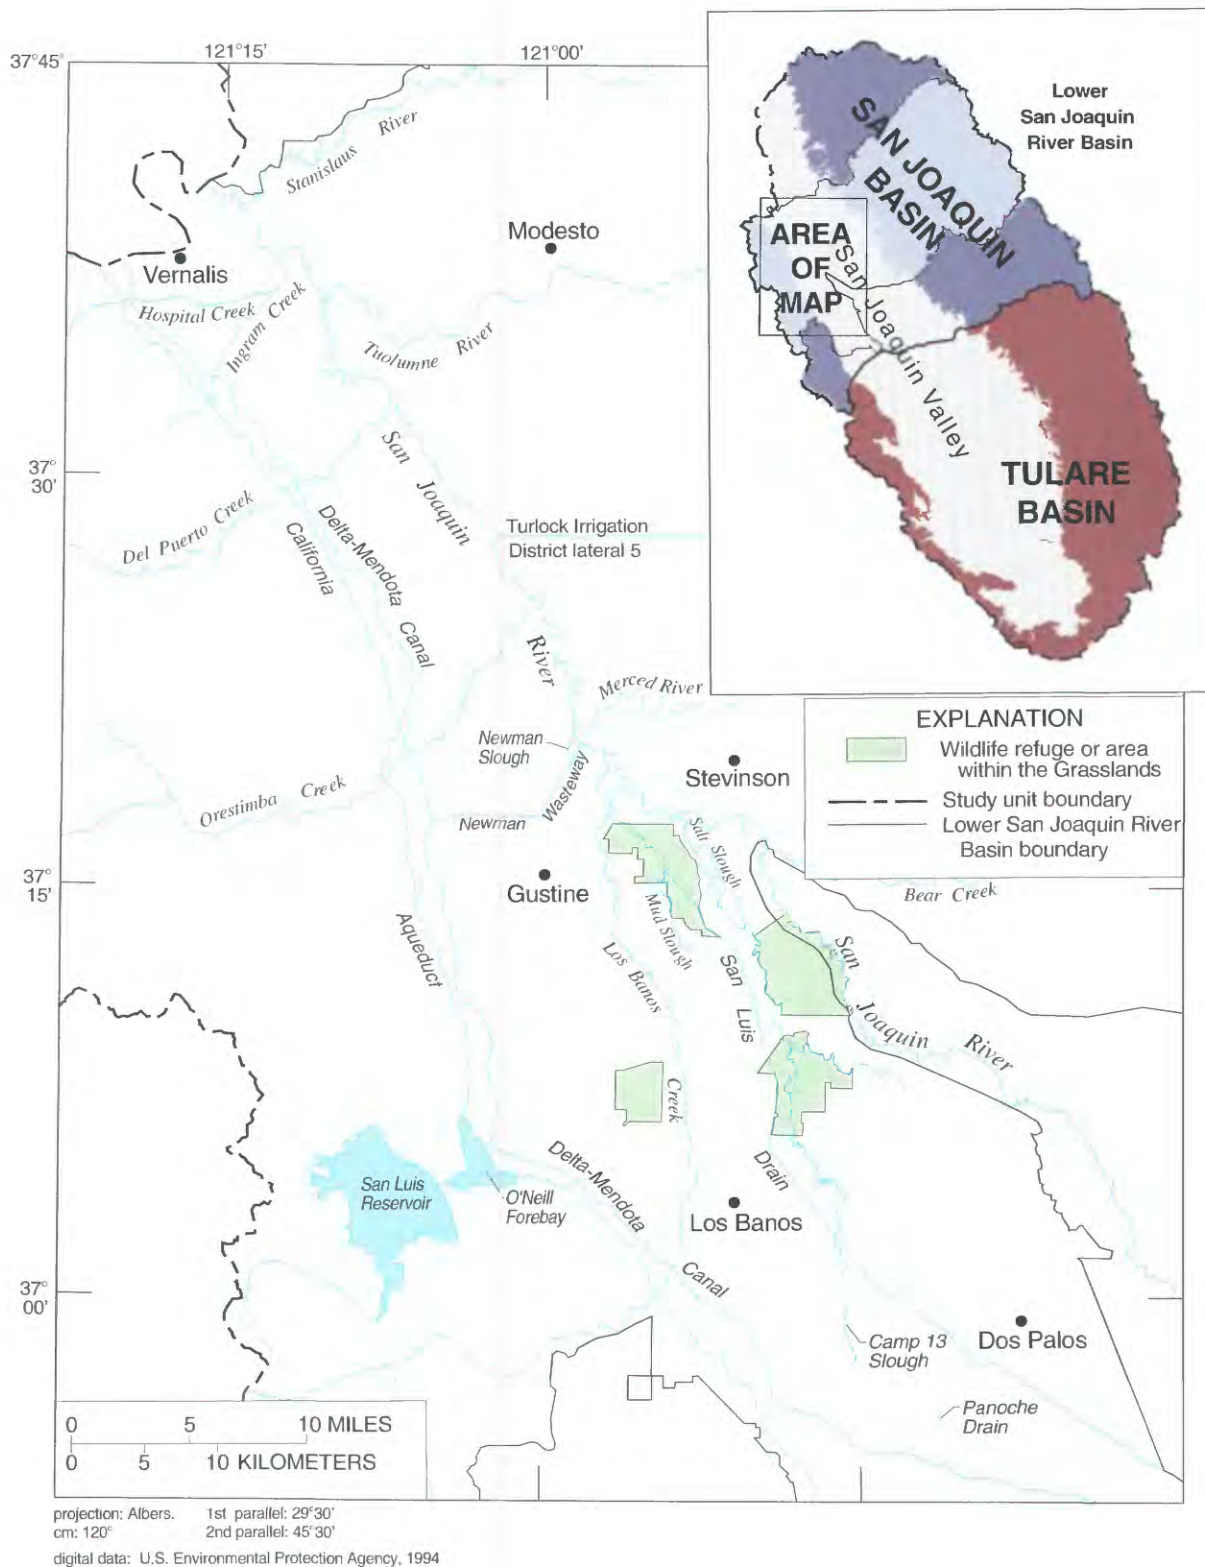 121°15'
121°00'
37°45'
Stanislaus River
Modesto
Vernalis
Hospital Creek
Ingram Creek
Tuolumne River
37°
30'
San Joaquin
Del Puerto Creek
California
Delta-Mendota Canal
Turlock Irrigation
District lateral 5
River
Merced River
Newman
Slough
Wasteway
Newman
Stevinson
Orestimba Creek
37°
15'
Gustine
Salt Slough
Mud Slough
Bear Creek
Aqueduct
Los Banos
San Luis
San
Joaquin River
Creek
San Luis
Reservoir
O'Neill
Forebay
Delta-Mendota
Canal
Drain
Los Banos
37°
00'
Camp 13
Slough
Dos Palos
Panoche
Drain
Lower
San Joaquin
River Basin
SAN JOAQUIN
BASIN
AREA
OF
MAP
San Joaquin Valley
TULARE
BASIN
EXPLANATION
Wildlife refuge or area
within the Grasslands
Study unit boundary
Lower San Joaquin River
Basin boundary
0 5 10 MILES
0 5 10 KILOMETERS
projection: Albers. 1st parallel: 29°30'
cm: 120° 2nd parallel: 45°30'
digital data: U.S. Environmental Protection Agency, 1994